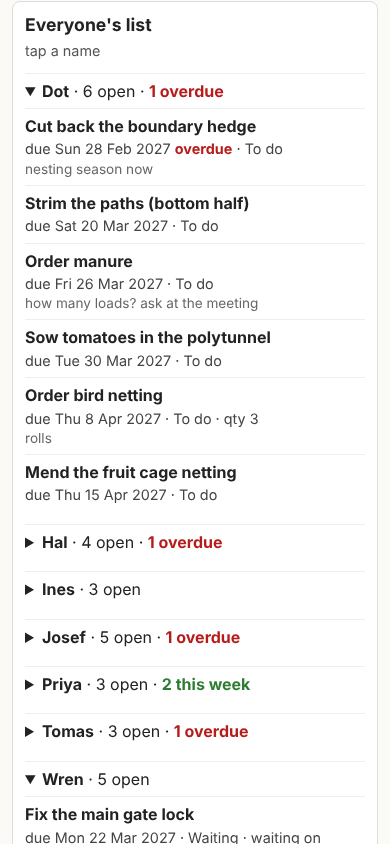 Everyone's list
tap a name
▼ Dot · 6 open · 1 overdue
Cut back the boundary hedge
due Sun 28 Feb 2027 overdue · To do
nesting season now
Strim the paths (bottom half)
due Sat 20 Mar 2027 · To do
Order manure
due Fri 26 Mar 2027 · To do
how many loads? ask at the meeting
Sow tomatoes in the polytunnel
due Tue 30 Mar 2027 · To do
Order bird netting
due Thu 8 Apr 2027 · To do · qty 3
rolls
Mend the fruit cage netting
due Thu 15 Apr 2027 · To do
▶ Hal · 4 open · 1 overdue
▶ Ines · 3 open
▶ Josef · 5 open · 1 overdue
▶ Priya · 3 open · 2 this week
▶ Tomas · 3 open · 1 overdue
▼ Wren · 5 open
Fix the main gate lock
due Mon 22 Mar 2027 · Waiting · waiting on